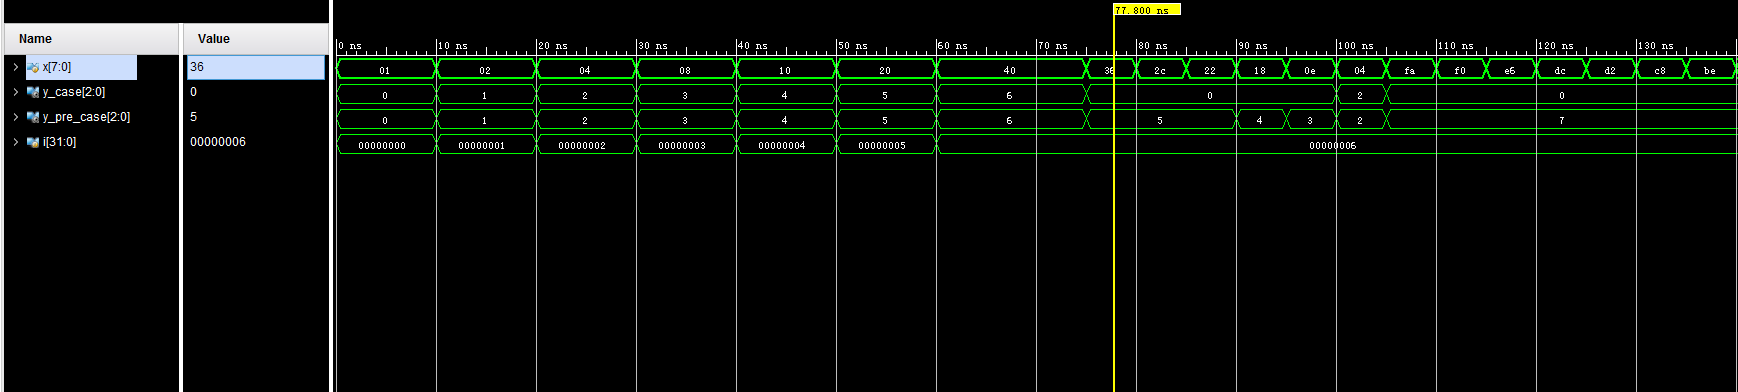 77.800 ns
Name Value
0 ns 10 ns 20 ns 30 ns 40 ns 50 ns 60 ns 70 ns 80 ns 90 ns 100 ns 110 ns 120 ns 130 ns
x[7:0] 36 01 02 04 08 10 20 40 36 2c 22 18 0e 04 fa f0 e6 dc d2 c8 be
y_case[2:0] 0 0 1 2 3 4 5 6 0 2 0
y_pre_case[2:0] 5 0 1 2 3 4 5 6 5 4 3 2 7
i[31:0] 00000006 00000000 00000001 00000002 00000003 00000004 00000005 00000006